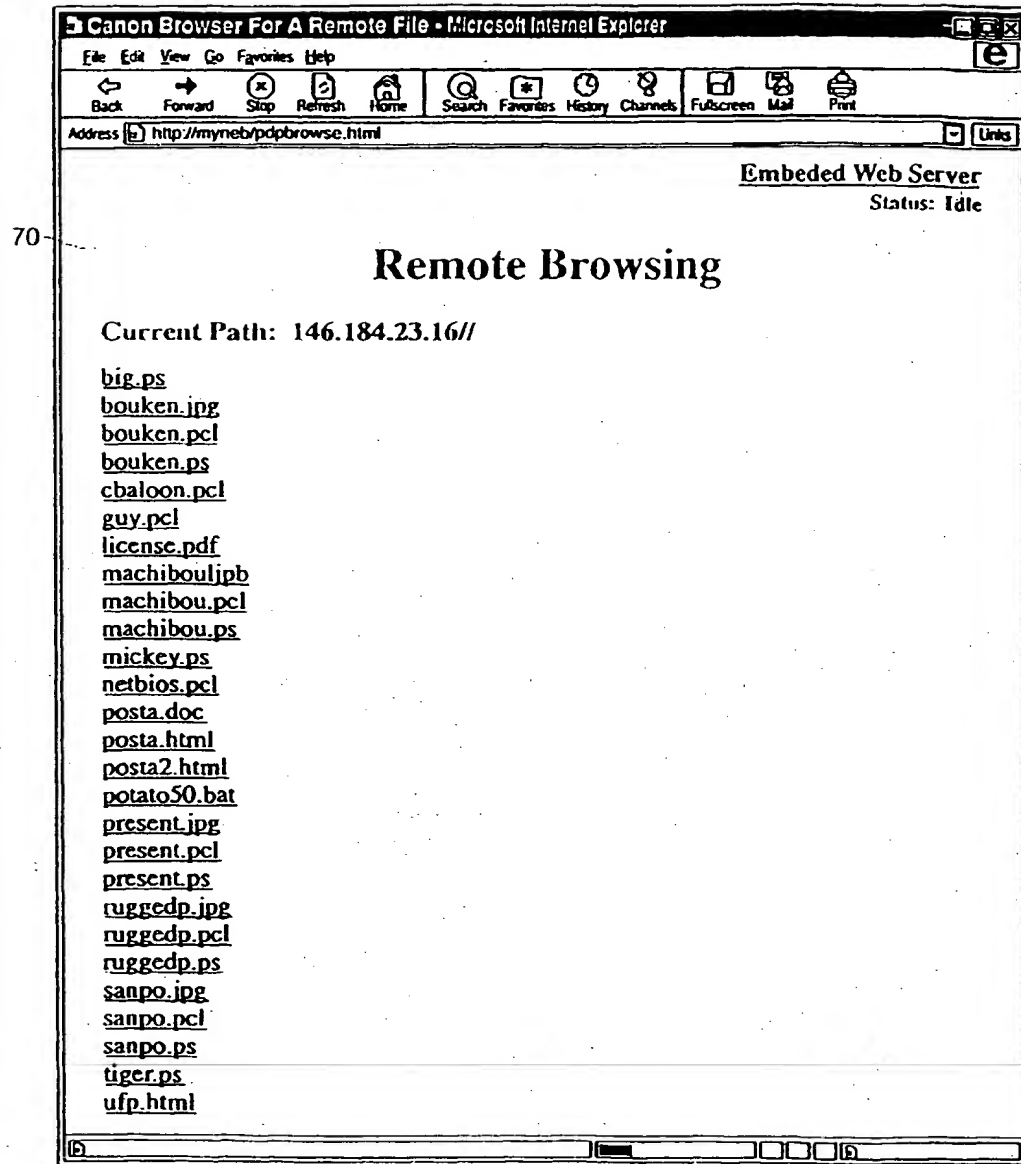 Canon Browser For A Remote File - Microsoft Internet Explorer
File Edit View Go Favorites Help
e
Back Forward Stop Refresh Home Search Favorites History Channels Fullscreen Mail Print
Address http://myneb/pdpbrowse.html Links
Embeded Web Server
Status: Idle
70
Remote Browsing
Current Path: 146.184.23.16//
big.ps
bouken.jpg
bouken.pcl
bouken.ps
cbaloon.pcl
guy.pcl
license.pdf
machibouljpb
machibou.pcl
machibou.ps
mickey.ps
netbios.pcl
posta.doc
posta.html
posta2.html
potato50.bat
present.jpg
present.pcl
present.ps
ruggedp.jpg
ruggedp.pcl
ruggedp.ps
sanpo.jpg
sanpo.pcl
sanpo.ps
tiger.ps
ufp.html